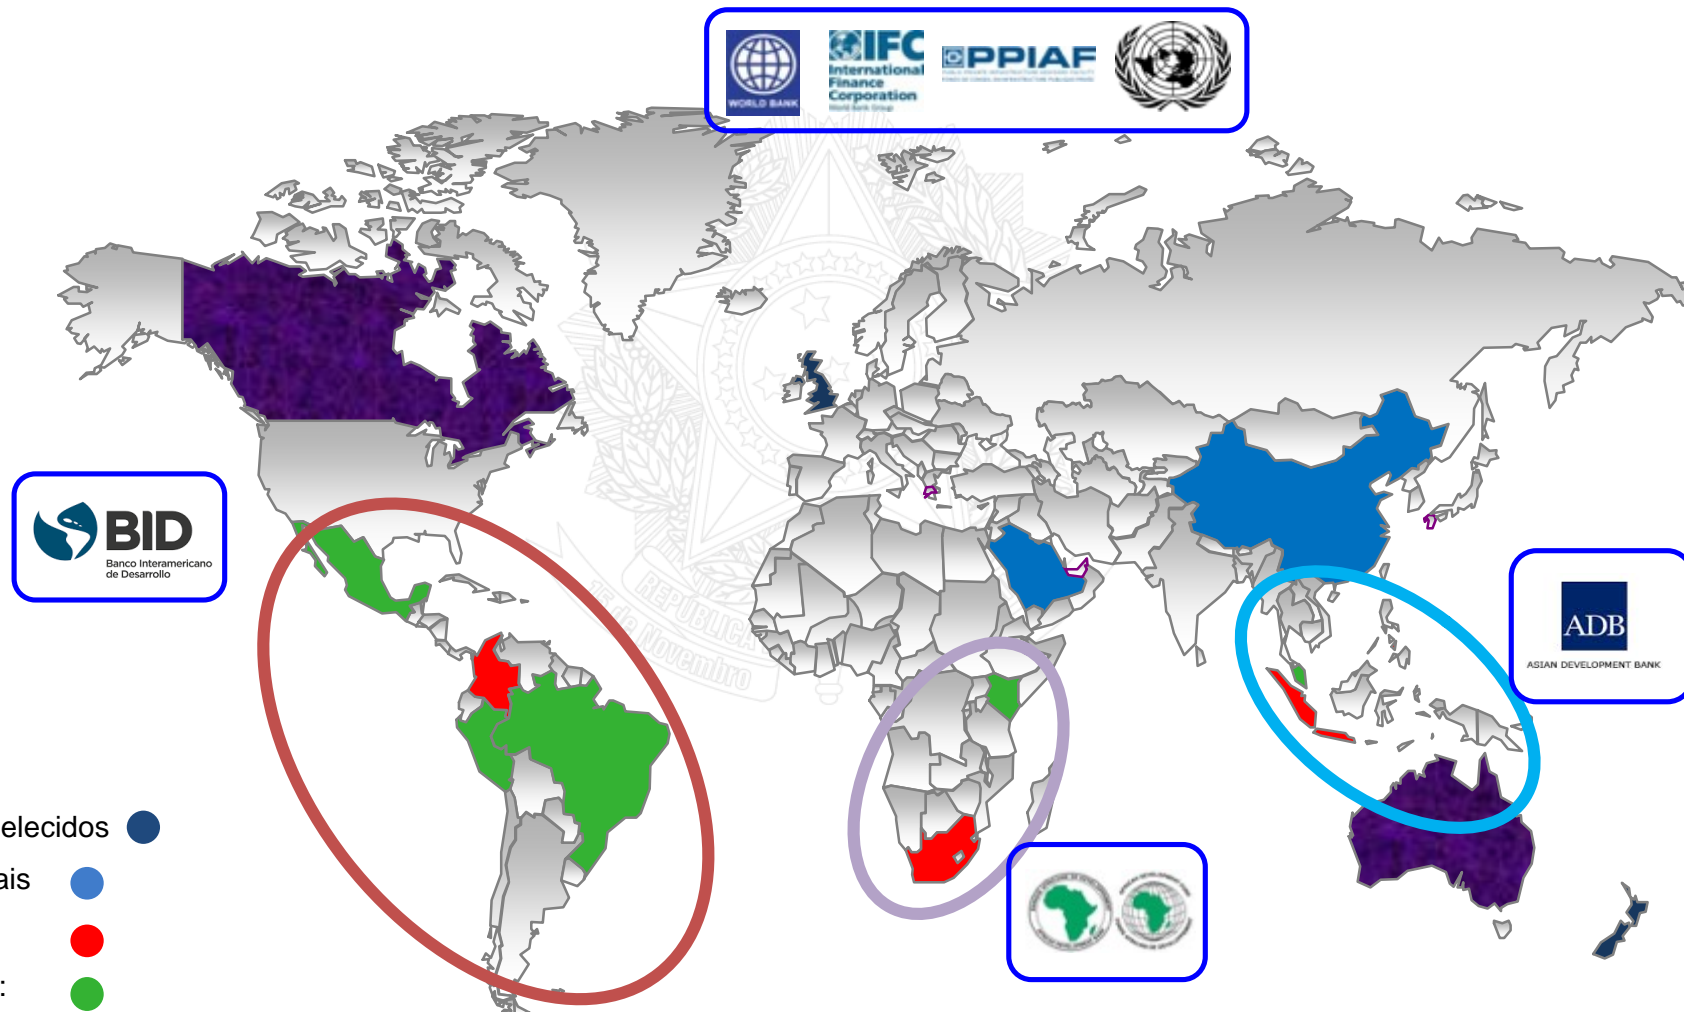 WORLD BANK
IFC
International
Finance
Corporation
World Bank Group
PPIAF
BID
Banco Interamericano
de Desarrollo
ADB
ASIAN DEVELOPMENT BANK
REPÚBLICA
15 de Novembro
elecidos
ais
: